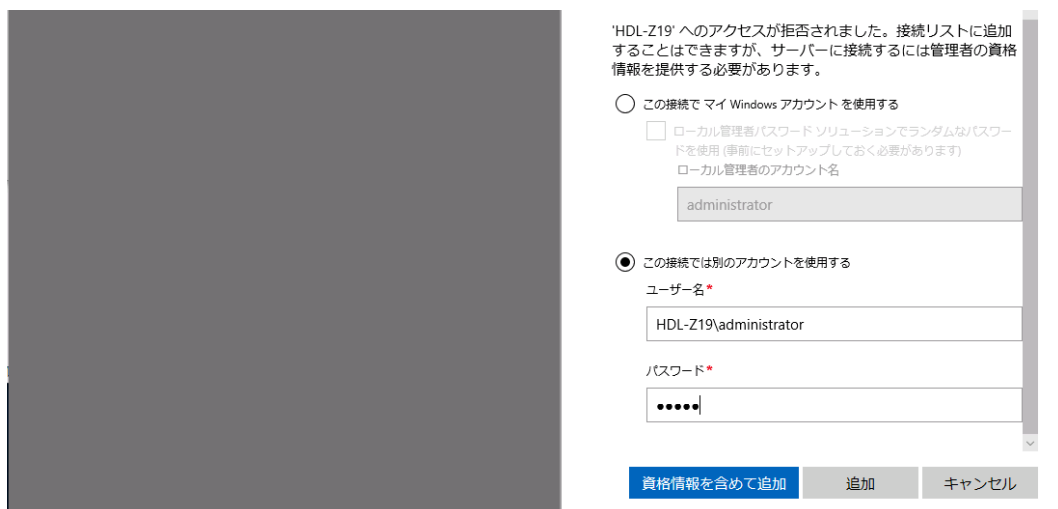 'HDL-Z19' へのアクセスが拒否されました。接続リストに追加
することはできますが、サーバーに接続するには管理者の資格
情報を提供する必要があります。
この接続で マイ Windows アカウント を使用する
ローカル管理者パスワード ソリューションでランダムなパスワー
ドを使用 (事前にセットアップしておく必要があります)
ローカル管理者のアカウント名
administrator
この接続では別のアカウントを使用する
ユーザー名*
HDL-Z19\administrator
パスワード*
•••••
資格情報を含めて追加 追加 キャンセル